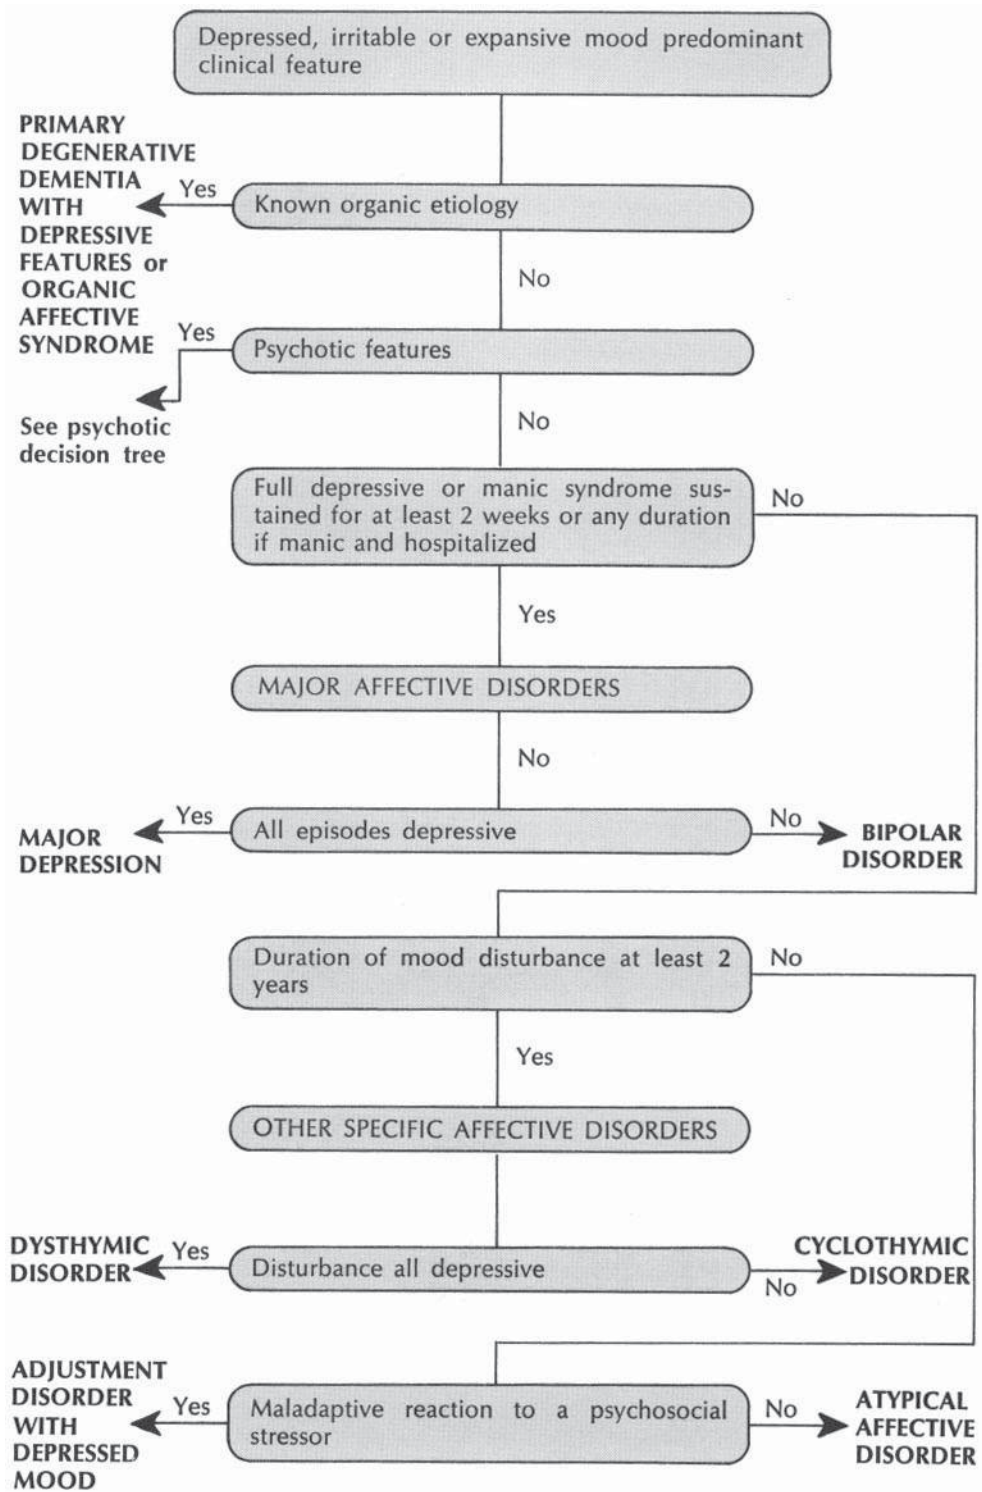 Depressed, irritable or expansive mood predominant
clinical feature
PRIMARY
DEGENERATIVE
DEMENTIA
WITH
DEPRESSIVE
FEATURES or
ORGANIC
AFFECTIVE
SYNDROME
Yes
Known organic etiology
No
Yes
Psychotic features
See psychotic
decision tree
No
Full depressive or manic syndrome sus-
tained for at least 2 weeks or any duration
if manic and hospitalized
No
Yes
MAJOR AFFECTIVE DISORDERS
No
MAJOR
DEPRESSION
Yes
All episodes depressive
No
BIPOLAR
DISORDER
Duration of mood disturbance at least 2
years
No
Yes
OTHER SPECIFIC AFFECTIVE DISORDERS
DYSTHYMIC
DISORDER
Yes
Disturbance all depressive
No
CYCLOTHYMIC
DISORDER
ADJUSTMENT
DISORDER
WITH
DEPRESSED
MOOD
Yes
Maladaptive reaction to a psychosocial
stressor
No
ATYPICAL
AFFECTIVE
DISORDER